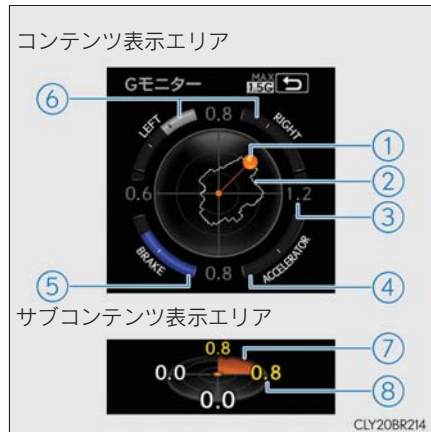 コンテンツ表示エリア
Gモニター
MAX
1.5G
⑥
LEFT
0.8
RIGHT
①
②
0.6
1.2
③
BRAKE
0.8
ACCELERATOR
⑤
④
サブコンテンツ表示エリア
0.8
⑦
0.0
0.8
⑧
0.0
CLY20BR214